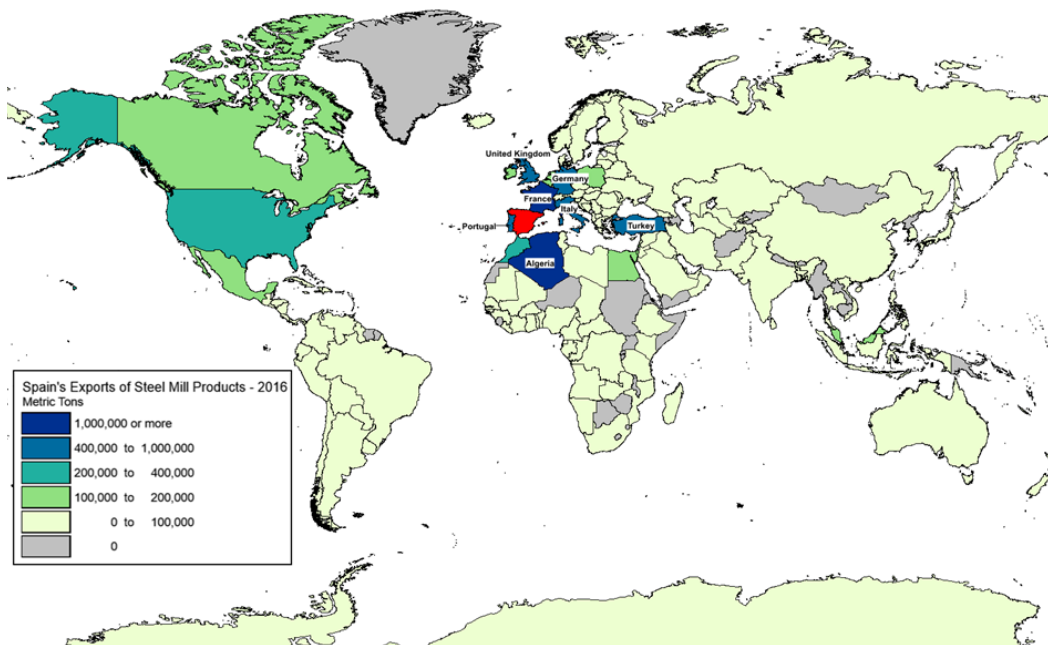 United Kingdom
Germany
France
Italy
Portugal
Turkey
Algeria
Spain's Exports of Steel Mill Products - 2016
Metric Tons
1,000,000 or more
400,000 to 1,000,000
200,000 to 400,000
100,000 to 200,000
0 to 100,000
0